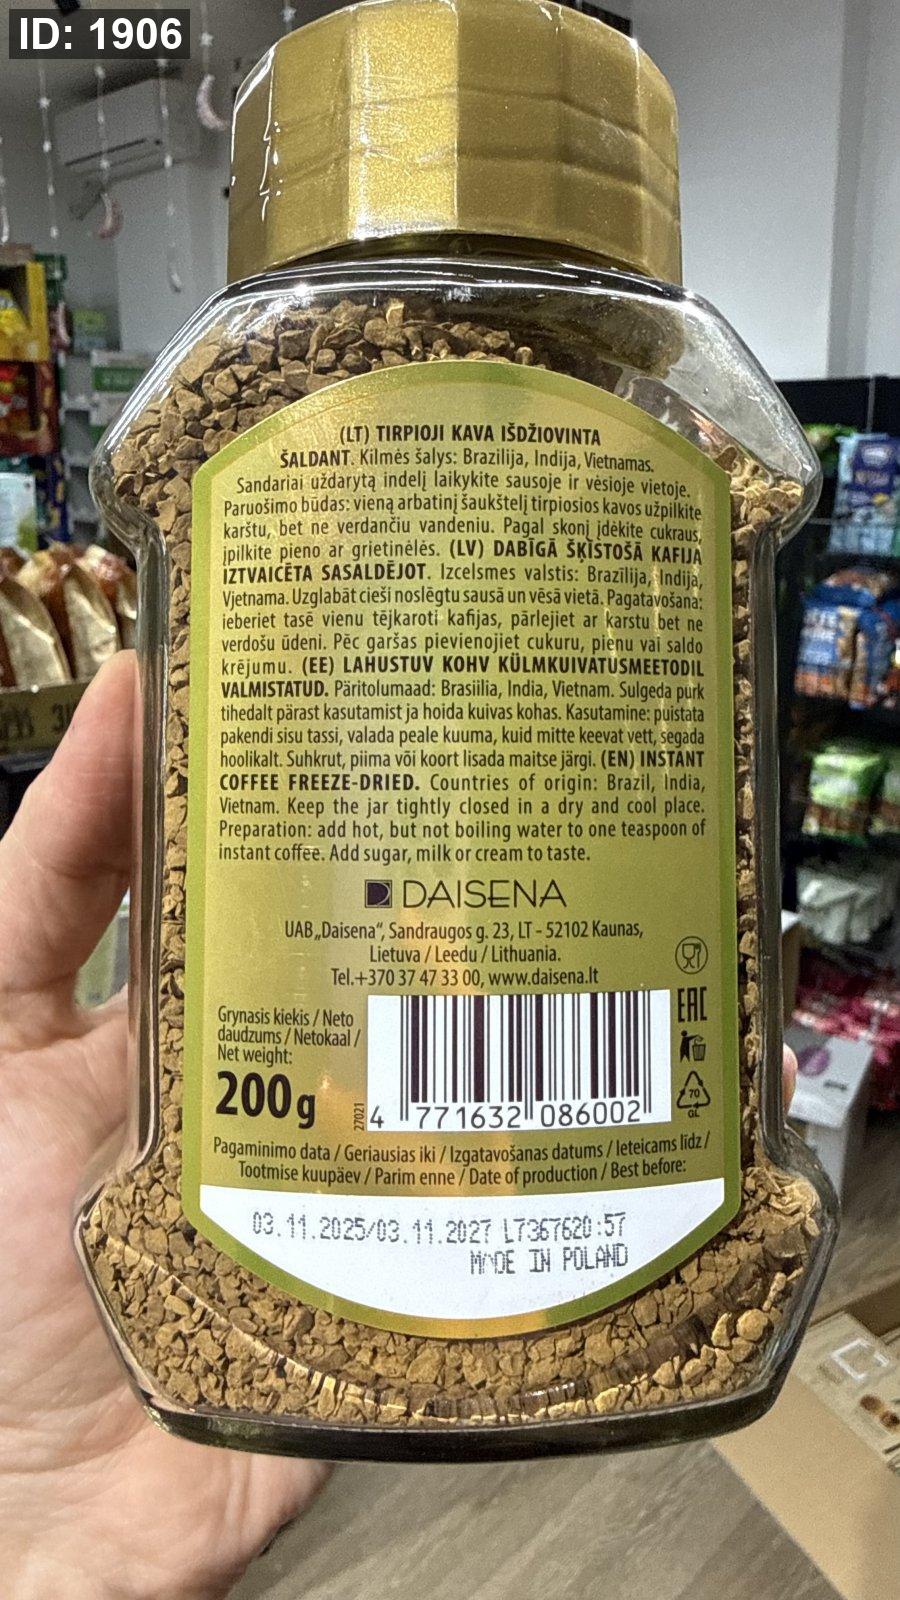 ID: 1906
(LT) TIRPIOJI KAVA IŠDŽIOVINTA
ŠALDANT. Kilmės šalys: Brazilija, Indija, Vietnamas.
Sandariai uždarytą indelį laikykite sausoje ir vėsioje vietoje.
Paruošimo būdas: vieną arbatinį šaukštelį tirpiosios kavos užpilkite
karštu, bet ne verdančiu vandeniu. Pagal skonį įdėkite cukraus,
įpilkite pieno ar grietinėlės. (LV) DABĪGĀ ŠĶĪSTOŠĀ KAFIJA
IZTVAICĒTA SASALDĒJOT. Izcelsmes valstis: Brazīlija, Indija,
Vjetnama. Uzglabāt cieši noslēgtu sausā un vēsā vietā. Pagatavošana:
ieberiet tasē vienu tējkaroti kafijas, pārlejiet ar karstu bet ne
verdošu ūdeni. Pēc garšas pievienojiet cukuru, pienu vai saldo
krējumu. (EE) LAHUSTUV KOHV KÜLMKUIVATUSMEETODIL
VALMISTATUD. Päritolumaad: Brasiilia, India, Vietnam. Sulgeda purk
tihedalt pärast kasutamist ja hoida kuivas kohas. Kasutamine: puistata
pakendi sisu tassi, valada peale kuuma, kuid mitte keevat vett, segada
hoolikalt. Suhkrut, piima või koort lisada maitse järgi. (EN) INSTANT
COFFEE FREEZE-DRIED. Countries of origin: Brazil, India,
Vietnam. Keep the jar tightly closed in a dry and cool place.
Preparation: add hot, but not boiling water to one teaspoon of
instant coffee. Add sugar, milk or cream to taste.
DAISENA
UAB „Daisena“, Sandraugos g. 23, LT - 52102 Kaunas,
Lietuva / Leedu / Lithuania.
Tel.+370 37 47 33 00, www.daisena.lt
Grynasis kiekis / Neto
daudzums / Netokaal /
Net weight:
200g
27021
4 771632 086002
EAC
70
GL
Pagaminimo data / Geriausias iki / Izgatavošanas datums / Ieteicams līdz /
Tootmise kuupäev / Parim enne / Date of production / Best before:
03.11.2025/03.11.2027 L7367620:57
MADE IN POLAND